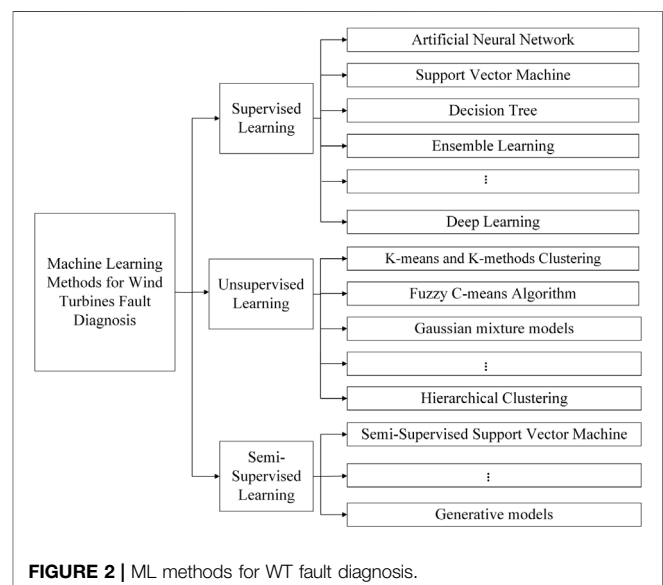 Machine Learning
Methods for Wind
Turbines Fault
Diagnosis
Supervised
Learning
Artificial Neural Network
Support Vector Machine
Decision Tree
Ensemble Learning
⋮
Deep Learning
Unsupervised
Learning
K-means and K-methods Clustering
Fuzzy C-means Algorithm
Gaussian mixture models
⋮
Hierarchical Clustering
Semi-
Supervised
Learning
Semi-Supervised Support Vector Machine
⋮
Generative models
FIGURE 2 | ML methods for WT fault diagnosis.